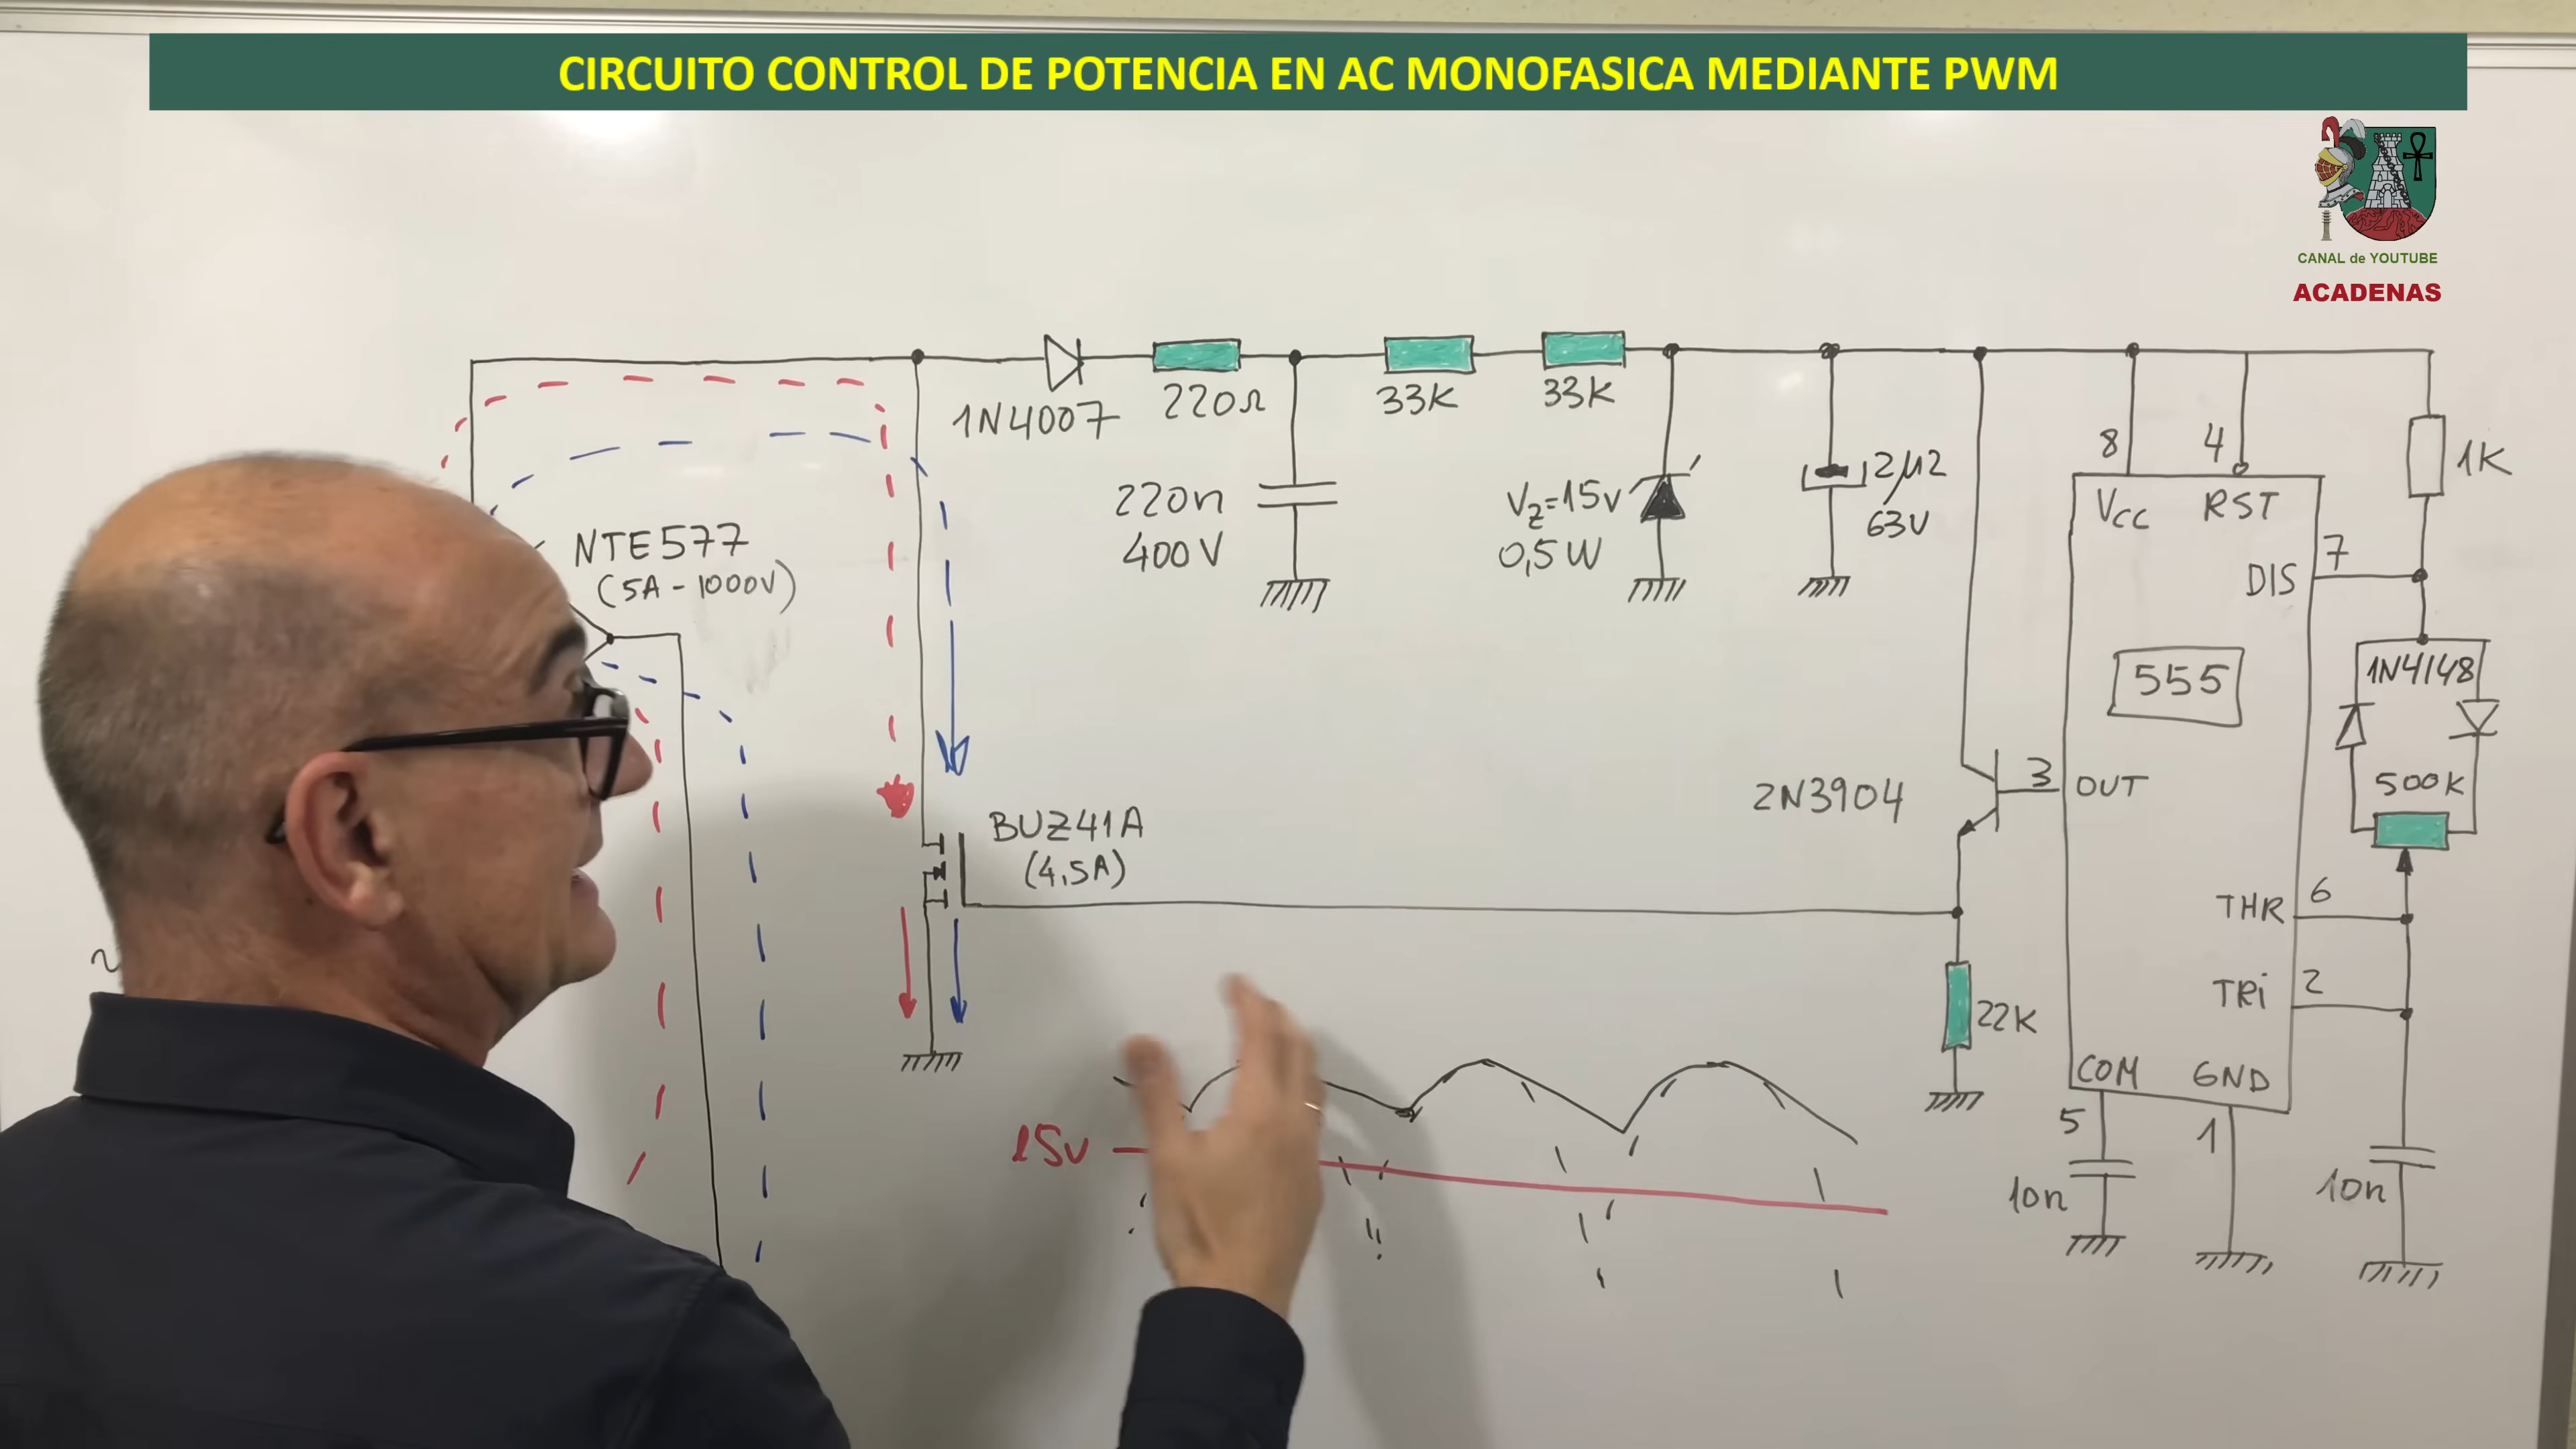 CIRCUITO CONTROL DE POTENCIA EN AC MONOFASICA MEDIANTE PWM
CANAL de YOUTUBE
ACADENAS
1N4007
220Ω
33K
33K
220n
400V
Vz=15v
0,5W
2µ2
63V
NTE577
(5A-1000V)
8
4
VCC
RST
1K
7
DIS
555
1N4148
500K
2N3904
3
OUT
BUZ41A
(4,5A)
THR
6
TRi
2
22K
COM
GND
5
1
10n
10n
15v
~